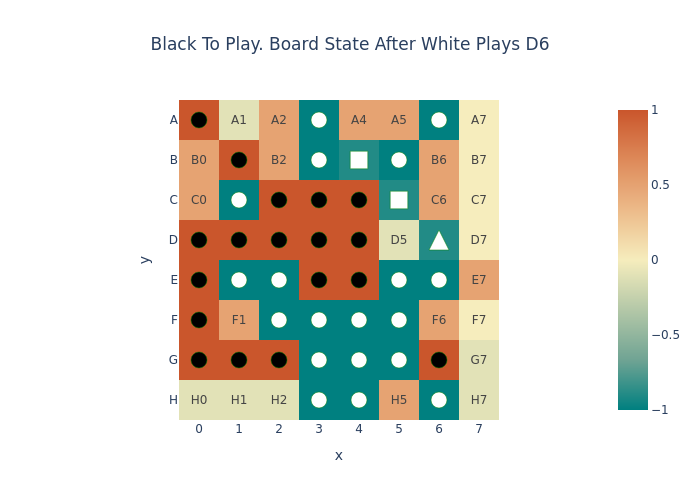 Black To Play. Board State After White Plays D6
A A1 A2 A4 A5 A7 1
B B0 B2 B6 B7
C C0 C6 C7 0.5
D D5 D7 0
E E7
F F1 F6 F7 −0.5
G G7
H H0 H1 H2 H5 H7 −1
0 1 2 3 4 5 6 7
x
y